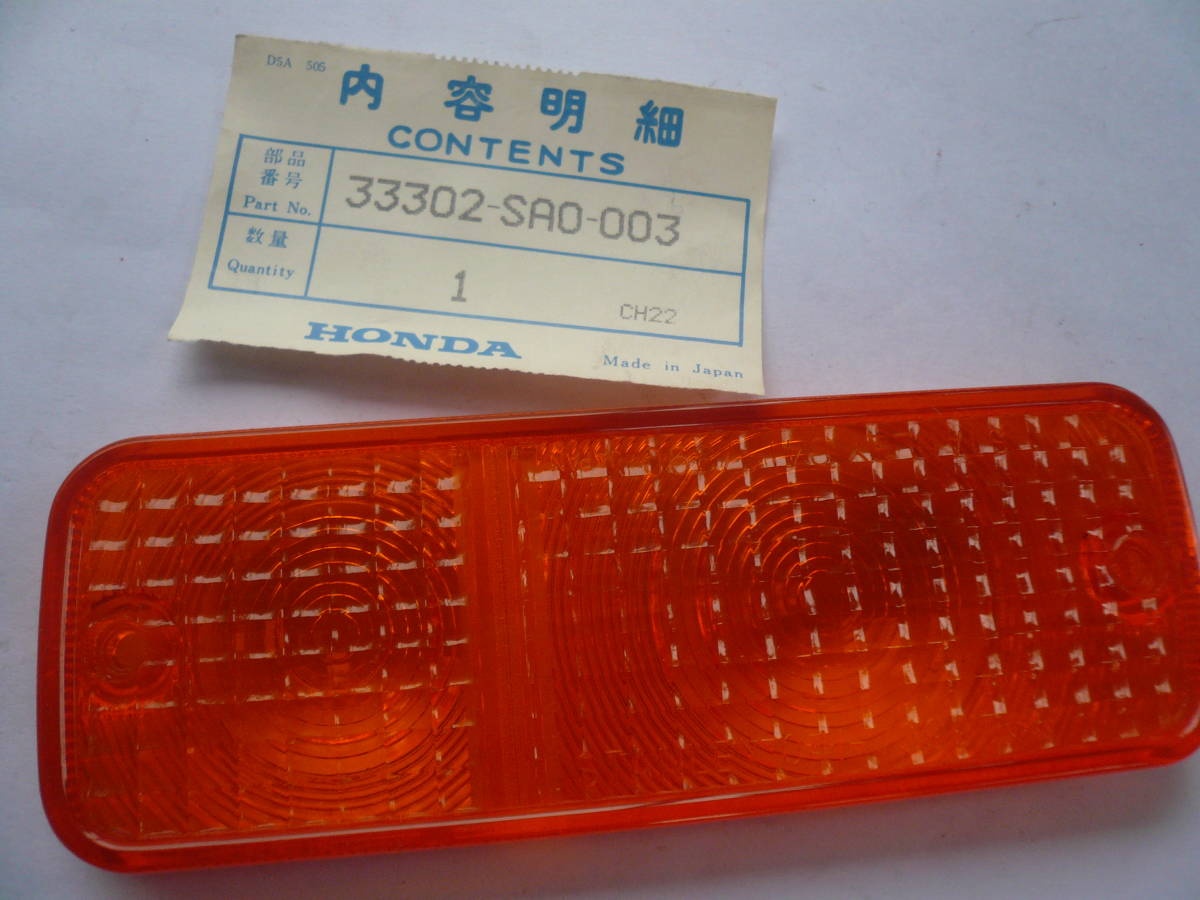 DSA 505
内容明細
CONTENTS
部品
番号
Part No.
33302-SA0-003
数量
Quantity
1
CH22
HONDA
Made in Japan